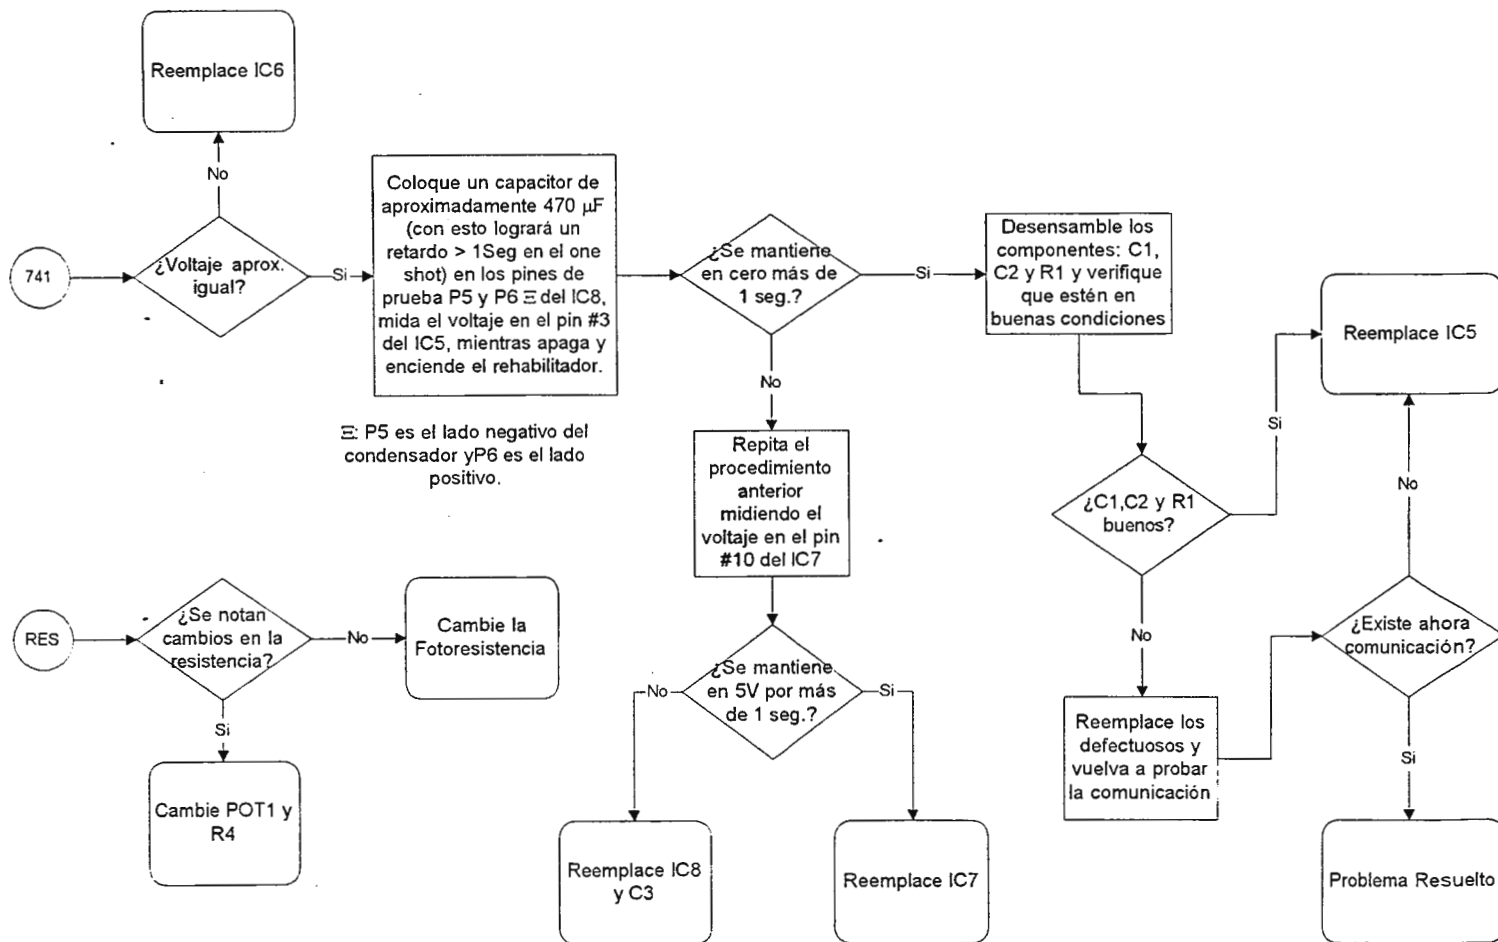 Reemplace IC6
No
741
¿Voltaje aprox.
igual?
Si
Coloque un capacitor de
aproximadamente 470 µF
(con esto logrará un
retardo > 1Seg en el one
shot) en los pines de
prueba P5 y P6 Ξ del IC8,
mida el voltaje en el pin #3
del IC5, mientras apaga y
enciende el rehabilitador.
Ξ: P5 es el lado negativo del
condensador yP6 es el lado
positivo.
¿Se mantiene
en cero más de
1 seg.?
Si
Desensamble los
componentes: C1,
C2 y R1 y verifique
que estén en
buenas condiciones
Reemplace IC5
No
Repita el
procedimiento
anterior
midiendo el
voltaje en el pin
#10 del IC7
Si
¿C1,C2 y R1
buenos?
No
No
Reemplace los
defectuosos y
vuelva a probar
la comunicación
¿Existe ahora
comunicación?
Si
Problema Resuelto
¿Se mantiene
en 5V por más
de 1 seg.?
No
Si
Reemplace IC8
y C3
Reemplace IC7
RES
¿Se notan
cambios en la
resistencia?
No
Cambie la
Fotoresistencia
Si
Cambie POT1 y
R4